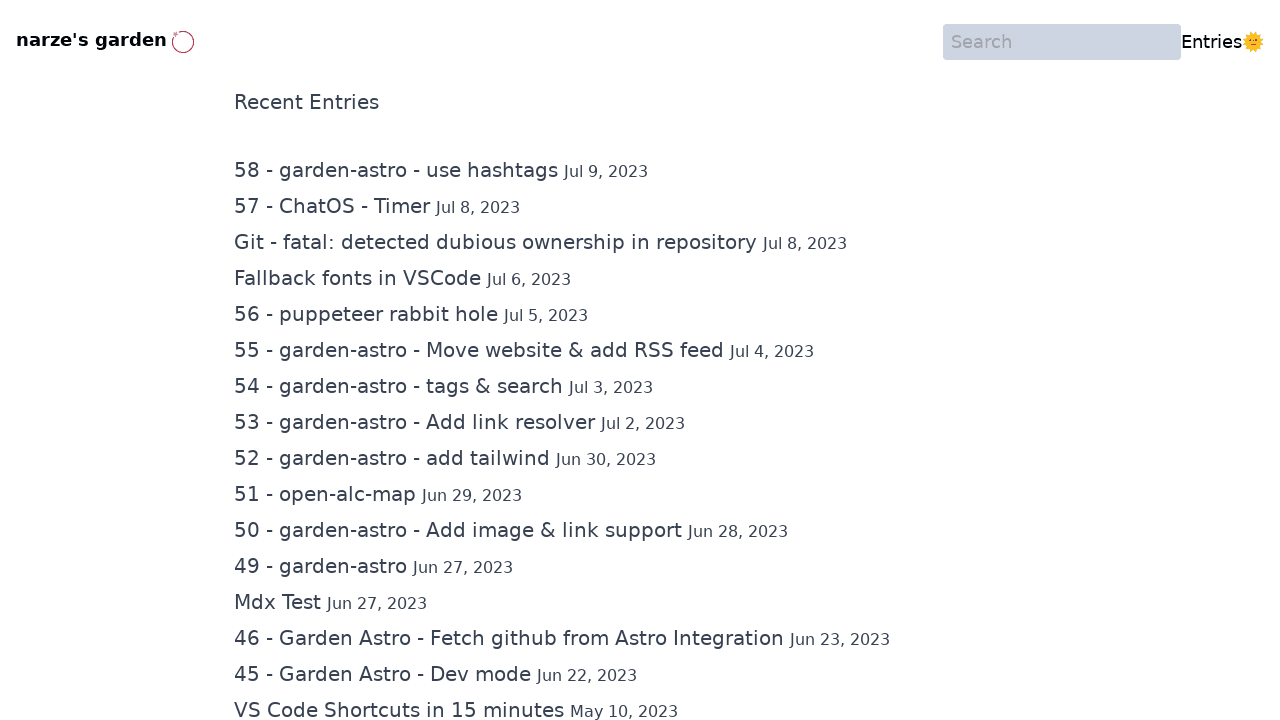 narze's garden
Search
Entries🌞
Recent Entries
58 - garden-astro - use hashtags Jul 9, 2023
57 - ChatOS - Timer Jul 8, 2023
Git - fatal: detected dubious ownership in repository Jul 8, 2023
Fallback fonts in VSCode Jul 6, 2023
56 - puppeteer rabbit hole Jul 5, 2023
55 - garden-astro - Move website & add RSS feed Jul 4, 2023
54 - garden-astro - tags & search Jul 3, 2023
53 - garden-astro - Add link resolver Jul 2, 2023
52 - garden-astro - add tailwind Jun 30, 2023
51 - open-alc-map Jun 29, 2023
50 - garden-astro - Add image & link support Jun 28, 2023
49 - garden-astro Jun 27, 2023
Mdx Test Jun 27, 2023
46 - Garden Astro - Fetch github from Astro Integration Jun 23, 2023
45 - Garden Astro - Dev mode Jun 22, 2023
VS Code Shortcuts in 15 minutes May 10, 2023